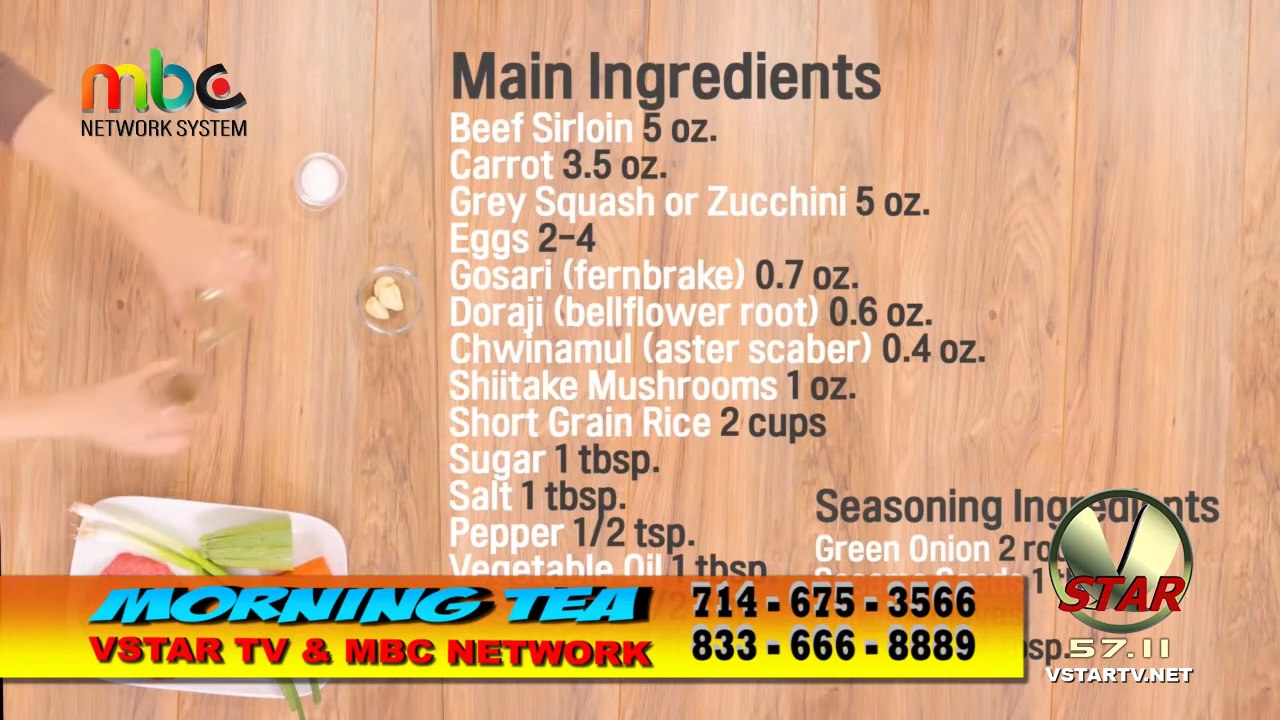 mbc
NETWORK SYSTEM
Main Ingredients
Beef Sirloin 5 oz.
Carrot 3.5 oz.
Grey Squash or Zucchini 5 oz.
Eggs 2-4
Gosari (fernbrake) 0.7 oz.
Doraji (bellflower root) 0.6 oz.
Chwinamul (aster scaber) 0.4 oz.
Shiitake Mushrooms 1 oz.
Short Grain Rice 2 cups
Sugar 1 tbsp.
Salt 1 tbsp.
Pepper 1/2 tsp.
Vegetable Oil 1 tbsp.
Seasoning Ingredients
Green Onion 2
MORNING TEA
VSTAR TV & MBC NETWORK
714 - 675 - 3566
833 - 666 - 8889
V STAR
57.11
VSTARTV.NET